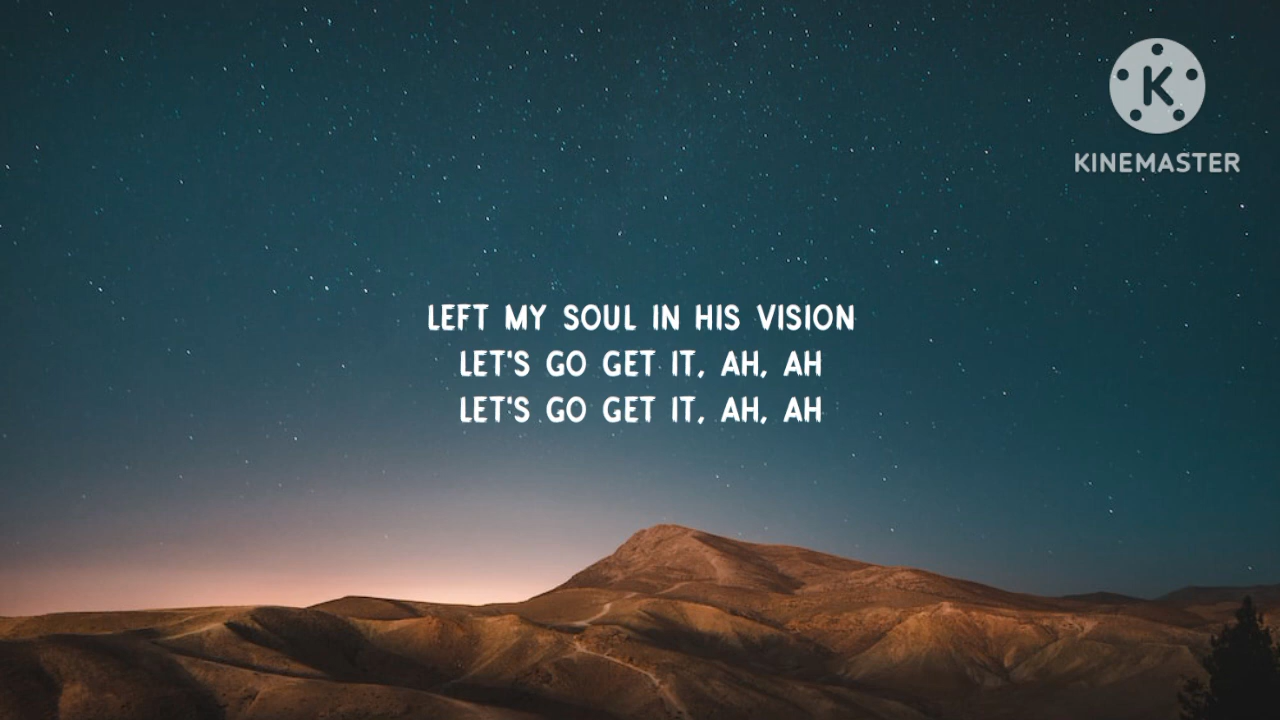 K
KINEMASTER
LEFT MY SOUL IN HIS VISION
LET'S GO GET IT, AH, AH
LET'S GO GET IT, AH, AH